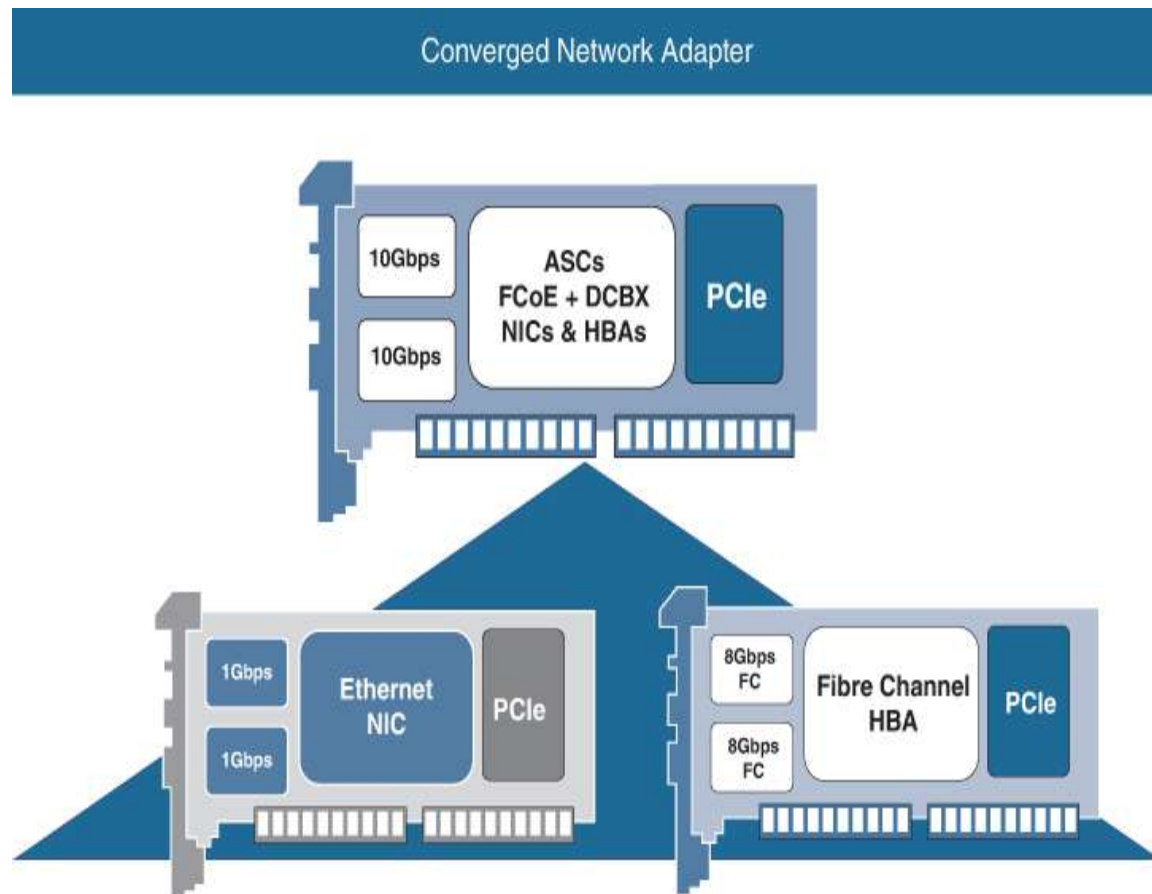 Converged Network Adapter
10Gbps
10Gbps
ASCs
FCoE + DCBX
NICs & HBAs
PCIe
1Gbps
1Gbps
Ethernet
NIC
PCIe
8Gbps
FC
8Gbps
FC
Fibre Channel
HBA
PCIe